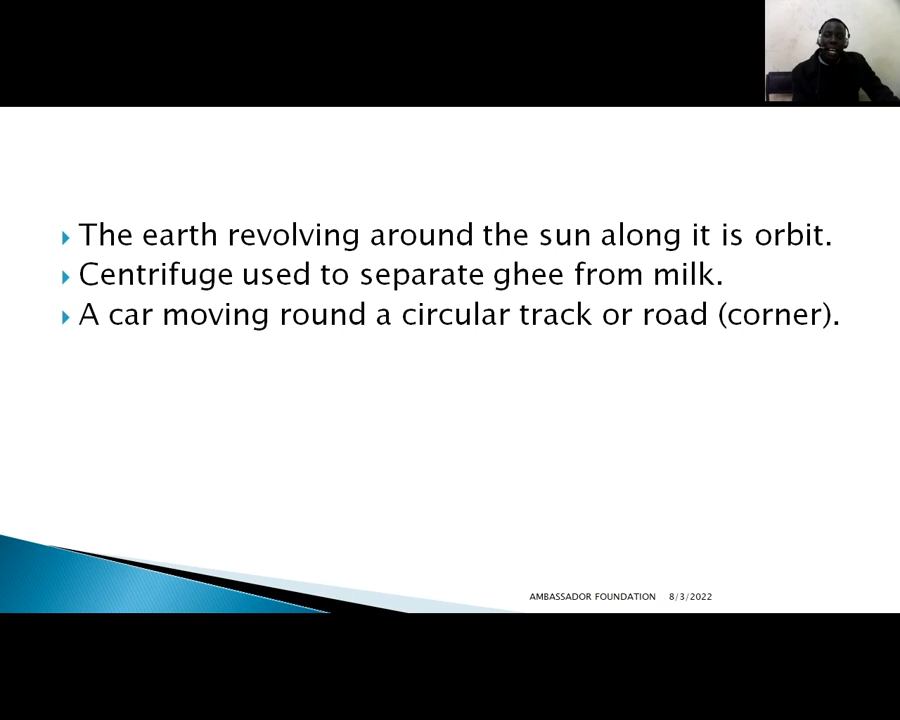 The earth revolving around the sun along it is orbit.
Centrifuge used to separate ghee from milk.
A car moving round a circular track or road (corner).
AMBASSADOR FOUNDATION 8/3/2022